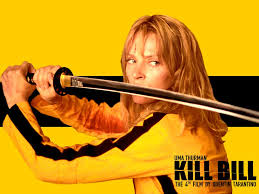 UMA THURMAN
KILL BILL
THE 4TH FILM BY QUENTIN TARANTINO